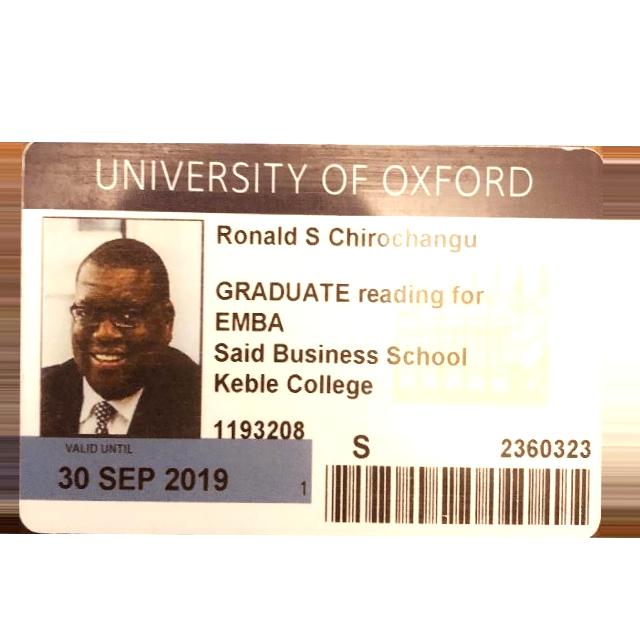 UNIVERSITY OF OXFORD
Ronald S Chirochangu
GRADUATE reading for
EMBA
Said Business School
Keble College
1193208
VALID UNTIL
30 SEP 2019
1
S
2360323